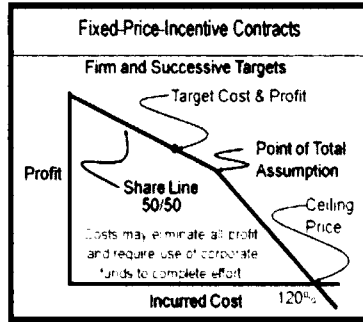 Fixed-Price-Incentive Contracts
Firm and Successive Targets
Target Cost & Profit
Point of Total
Assumption
Profit
Share Line
50/50
Ceiling
Price
Costs may eliminate all profit
and require use of corporate
funds to complete effort
120%
Incurred Cost